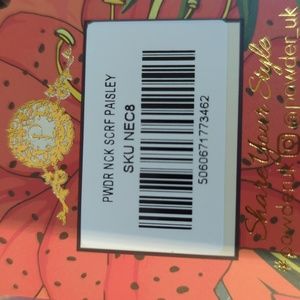 PWDR NCK SCRF PAISLEY
SKU NEC8
5060671773462
Share Your Style
@powder_uk